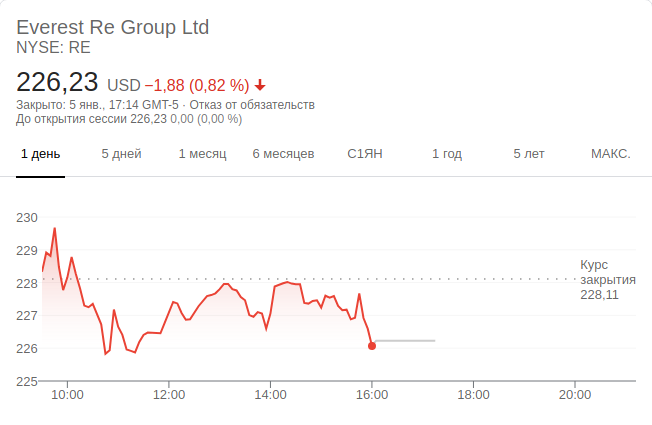 Everest Re Group Ltd
NYSE: RE
226,23 USD −1,88 (0,82 %)
Закрыто: 5 янв., 17:14 GMT-5 · Отказ от обязательств
До открытия сессии 226,23 0,00 (0,00 %)
1 день 5 дней 1 месяц 6 месяцев С1ЯН 1 год 5 лет МАКС.
230
229
228
227
226
225
Курс
закрытия
228,11
10:00 12:00 14:00 16:00 18:00 20:00